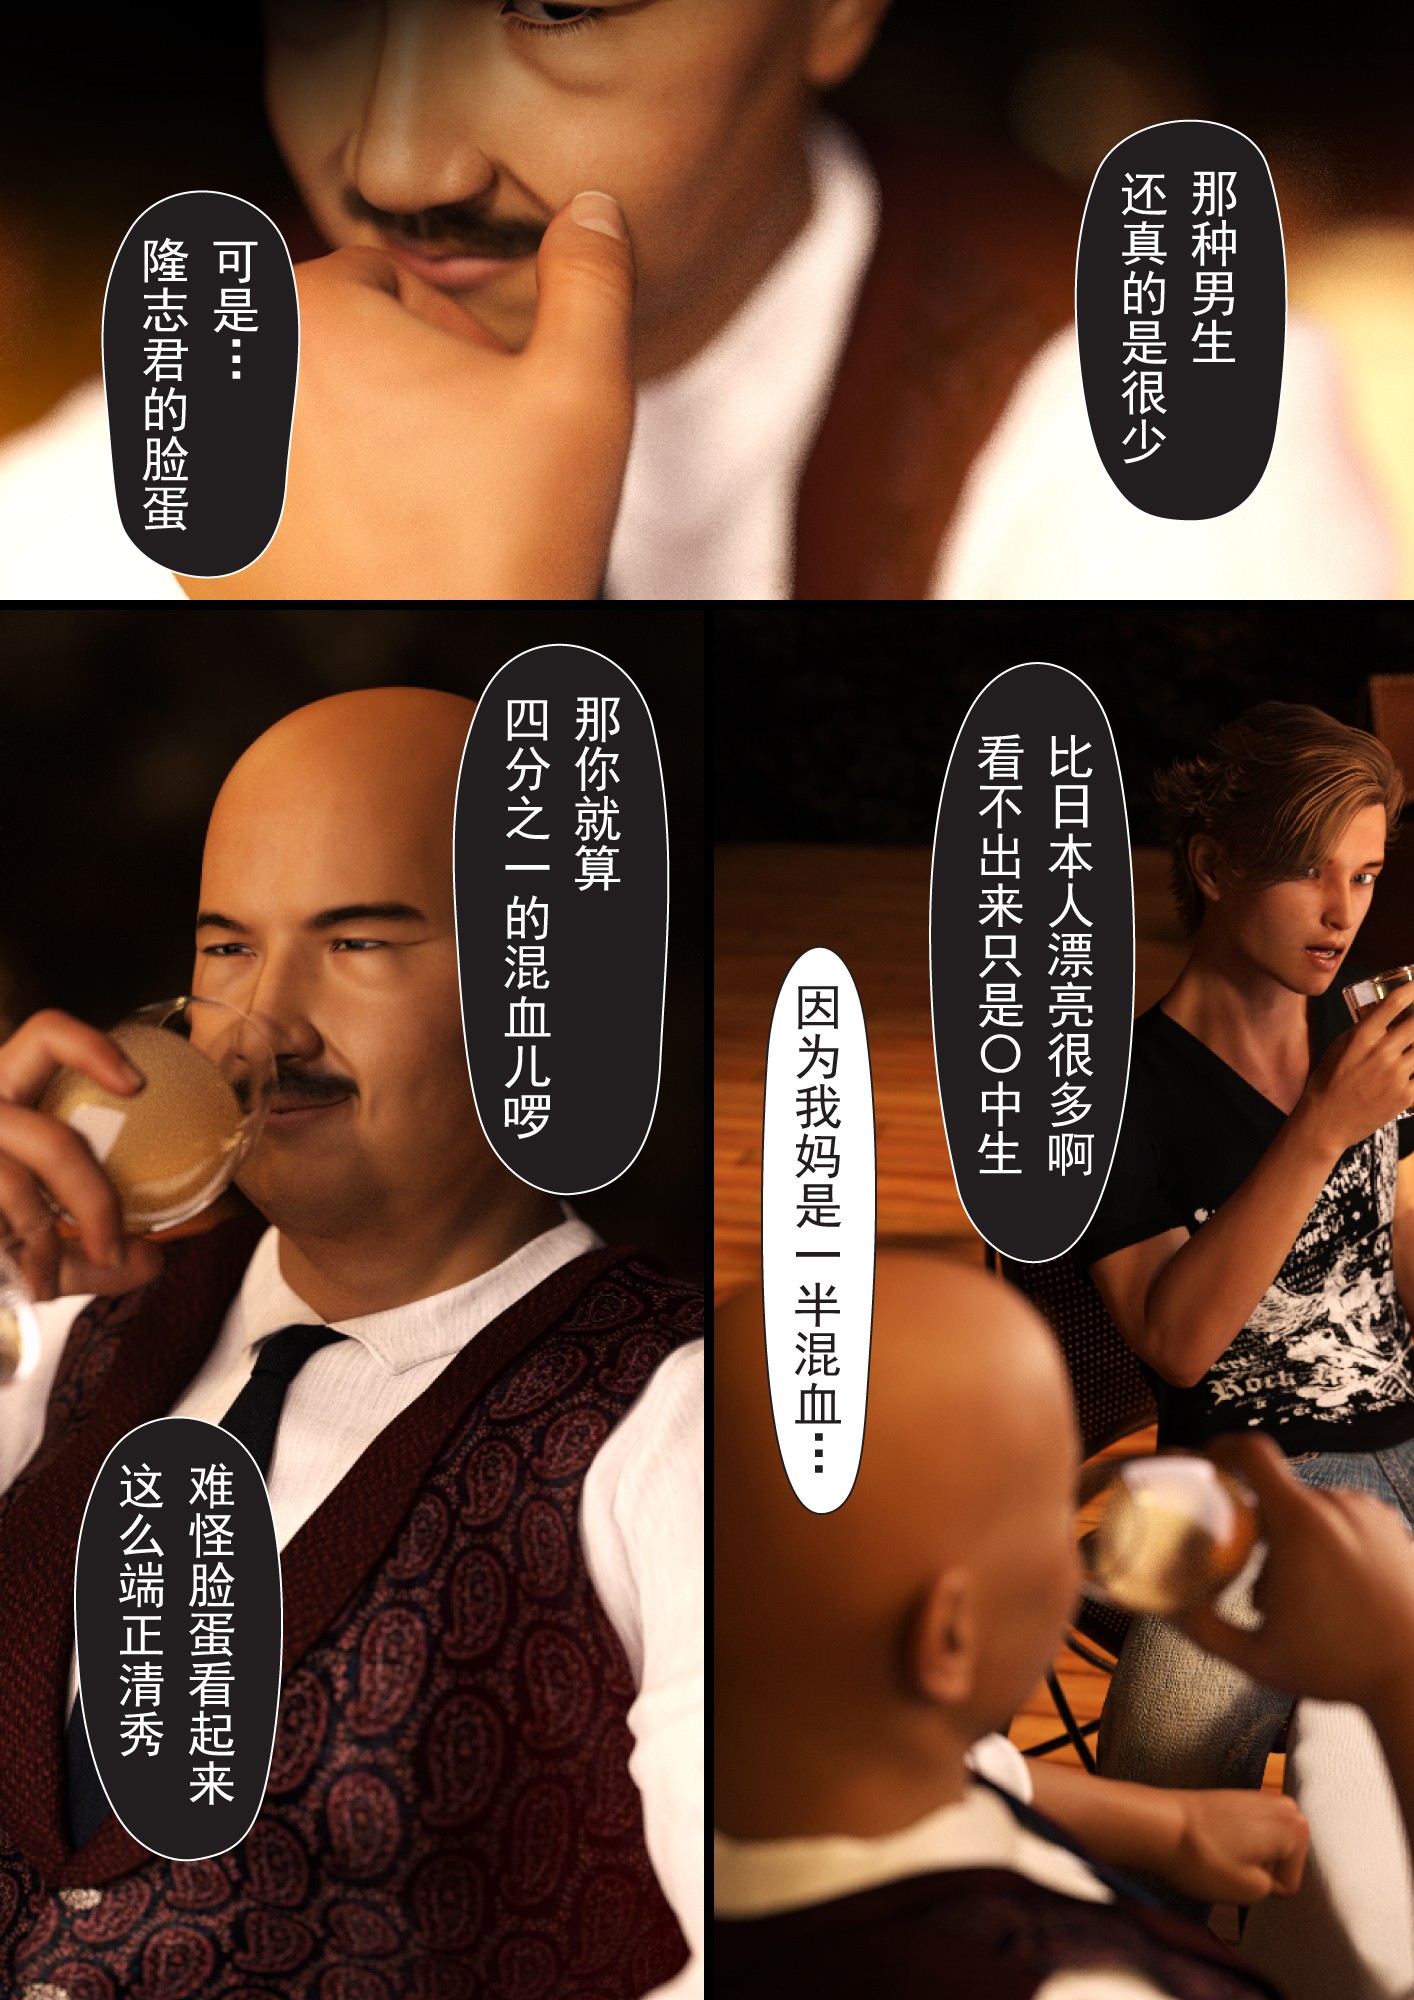 那种男生
还真的是很少
可是…
隆志君的脸蛋
比日本人漂亮很多啊
看不出来只是〇中生
因为我妈是一半混血…
那你就算
四分之一的混血儿啰
难怪脸蛋看起来
这么端正清秀